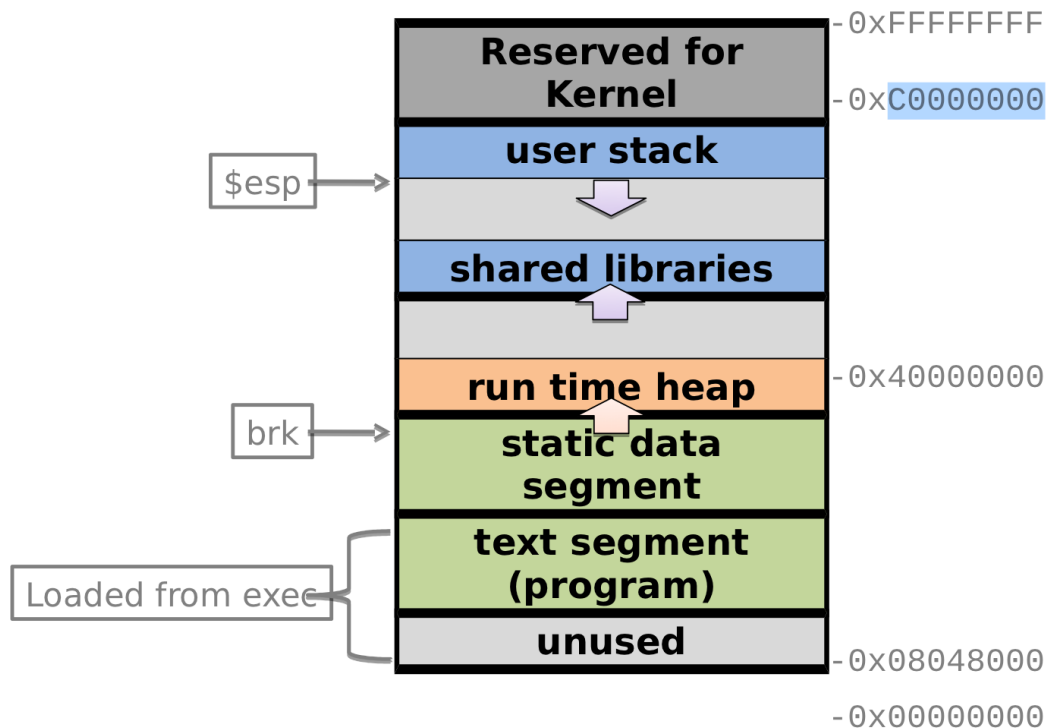 -0xFFFFFFFF
Reserved for
Kernel
-0xC0000000
user stack
$esp
shared libraries
-0x40000000
run time heap
brk
static data
segment
text segment
(program)
Loaded from exec
unused
-0x08048000
-0x00000000